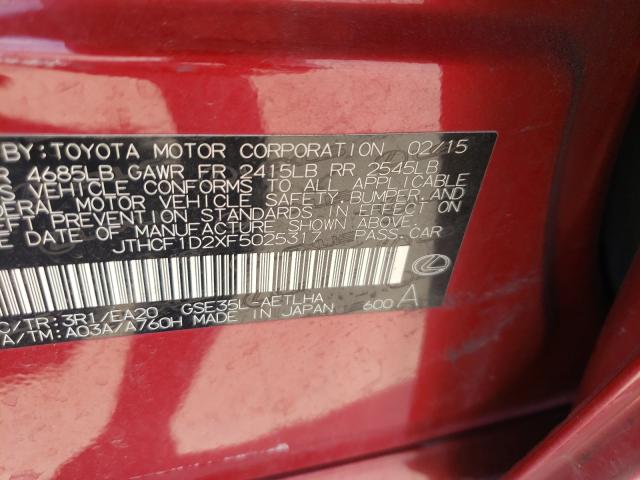 BY: TOYOTA MOTOR CORPORATION 02/15
R 4685LB GAWR FR 2415LB RR 2545LB
S VEHICLE CONFORMS TO ALL APPLICABLE
DERAL MOTOR VEHICLE SAFETY, BUMPER, AND
EFT PREVENTION STANDARDS IN EFFECT ON
DATE OF MANUFACTURE SHOWN ABOVE.
JTHCF1D2XF5025317 PASS.CAR
C/TR: 3R1/EA20 GSE35L-AETLHA
A/TM: A03A/A760H MADE IN JAPAN 600 A